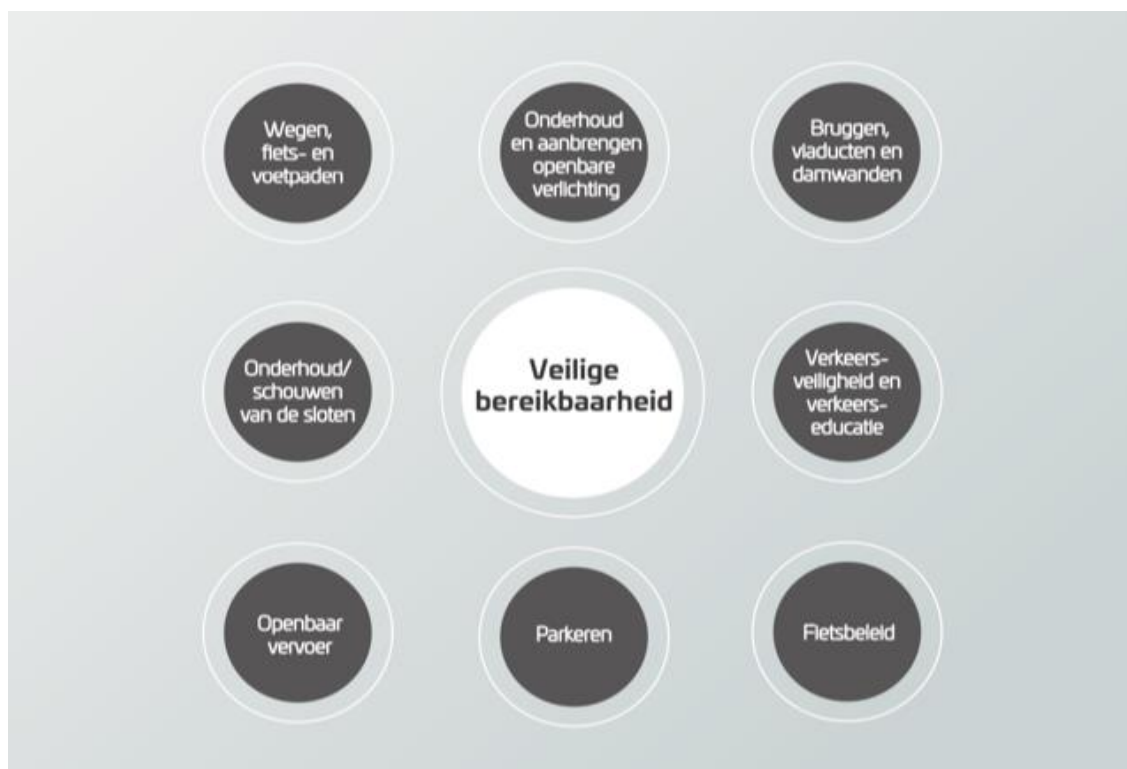 Wegen,
fiets- en
voetpaden
Onderhoud
en aanbrengen
openbare
verlichting
Bruggen,
viaducten en
damwanden
Onderhoud/
schouwen
van de sloten
Veilige
bereikbaarheid
Verkeers-
veiligheid en
verkeers-
educatie
Openbaar
vervoer
Parkeren
Fietsbeleid